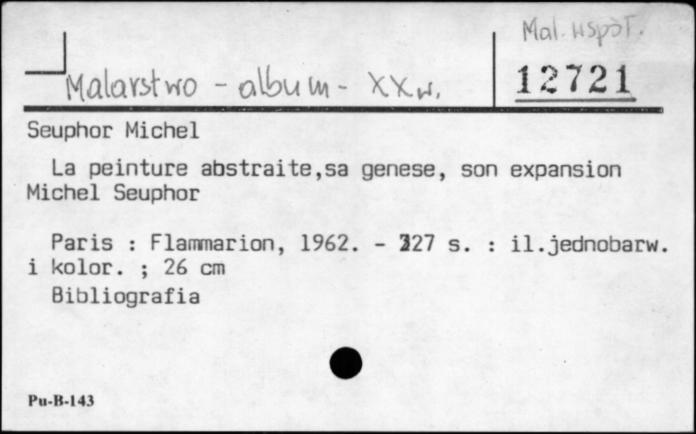 Mal. współ.
Malarstwo - album - XX w.
12721
Seuphor Michel
La peinture abstraite,sa genese, son expansion
Michel Seuphor
Paris : Flammarion, 1962. - 227 s. : il.jednobarw.
i kolor. ; 26 cm
Bibliografia
Pu-B-143